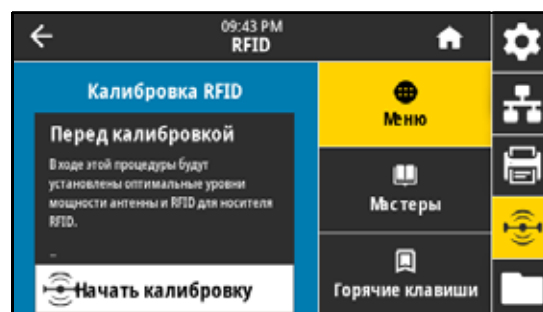 09:43 PM
RFID
Калибровка RFID
Перед калибровкой
В ходе этой процедуры будут
установлены оптимальные уровни
мощности антенны и RFID для носителя
RFID.
–
Начать калибровку
Меню
Мастеры
Горячие клавиши